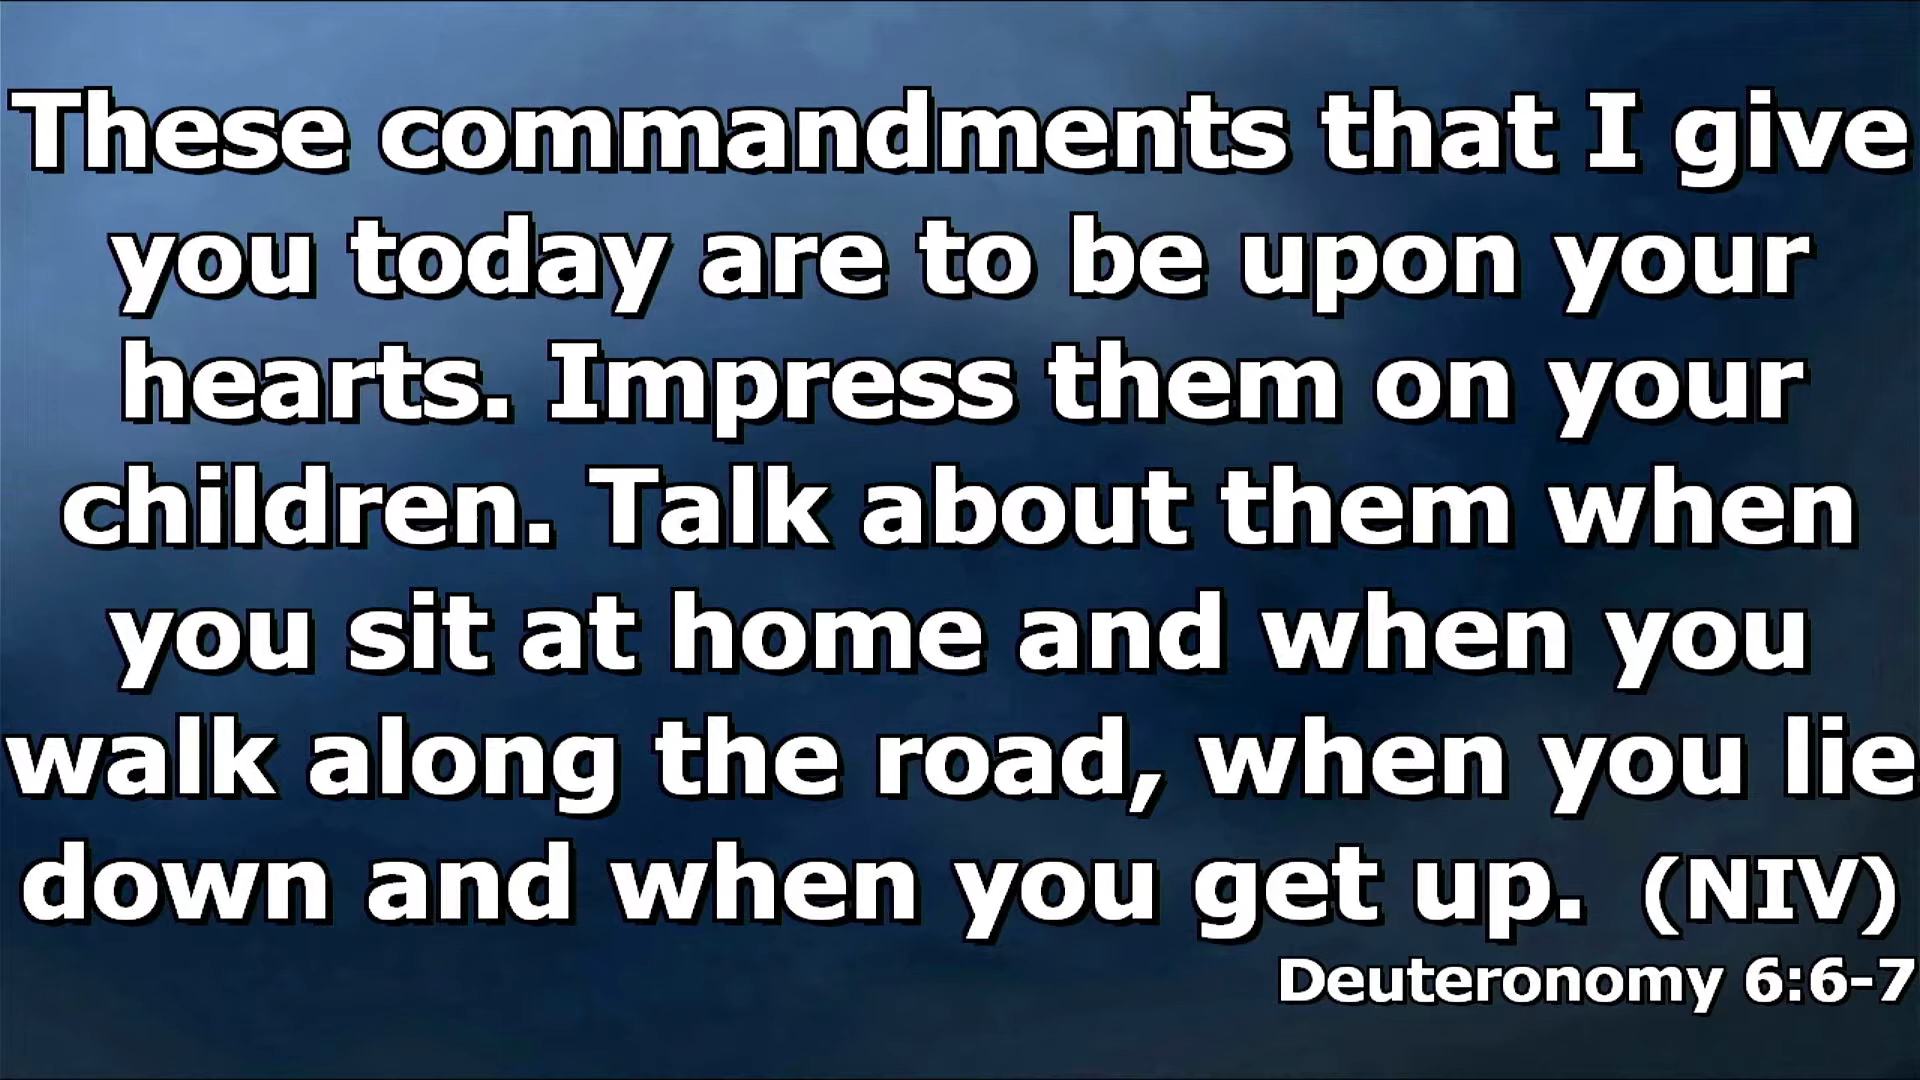 These commandments that I give
you today are to be upon your
hearts. Impress them on your
children. Talk about them when
you sit at home and when you
walk along the road, when you lie
down and when you get up. (NIV)
Deuteronomy 6:6-7